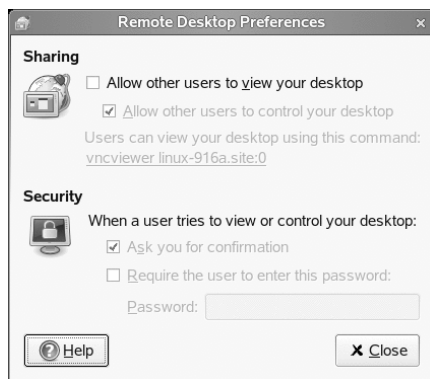 Remote Desktop Preferences
Sharing
Allow other users to view your desktop
Allow other users to control your desktop
Users can view your desktop using this command:
vncviewer linux-916a.site:0
Security
When a user tries to view or control your desktop:
Ask you for confirmation
Require the user to enter this password:
Password:
Help
Close